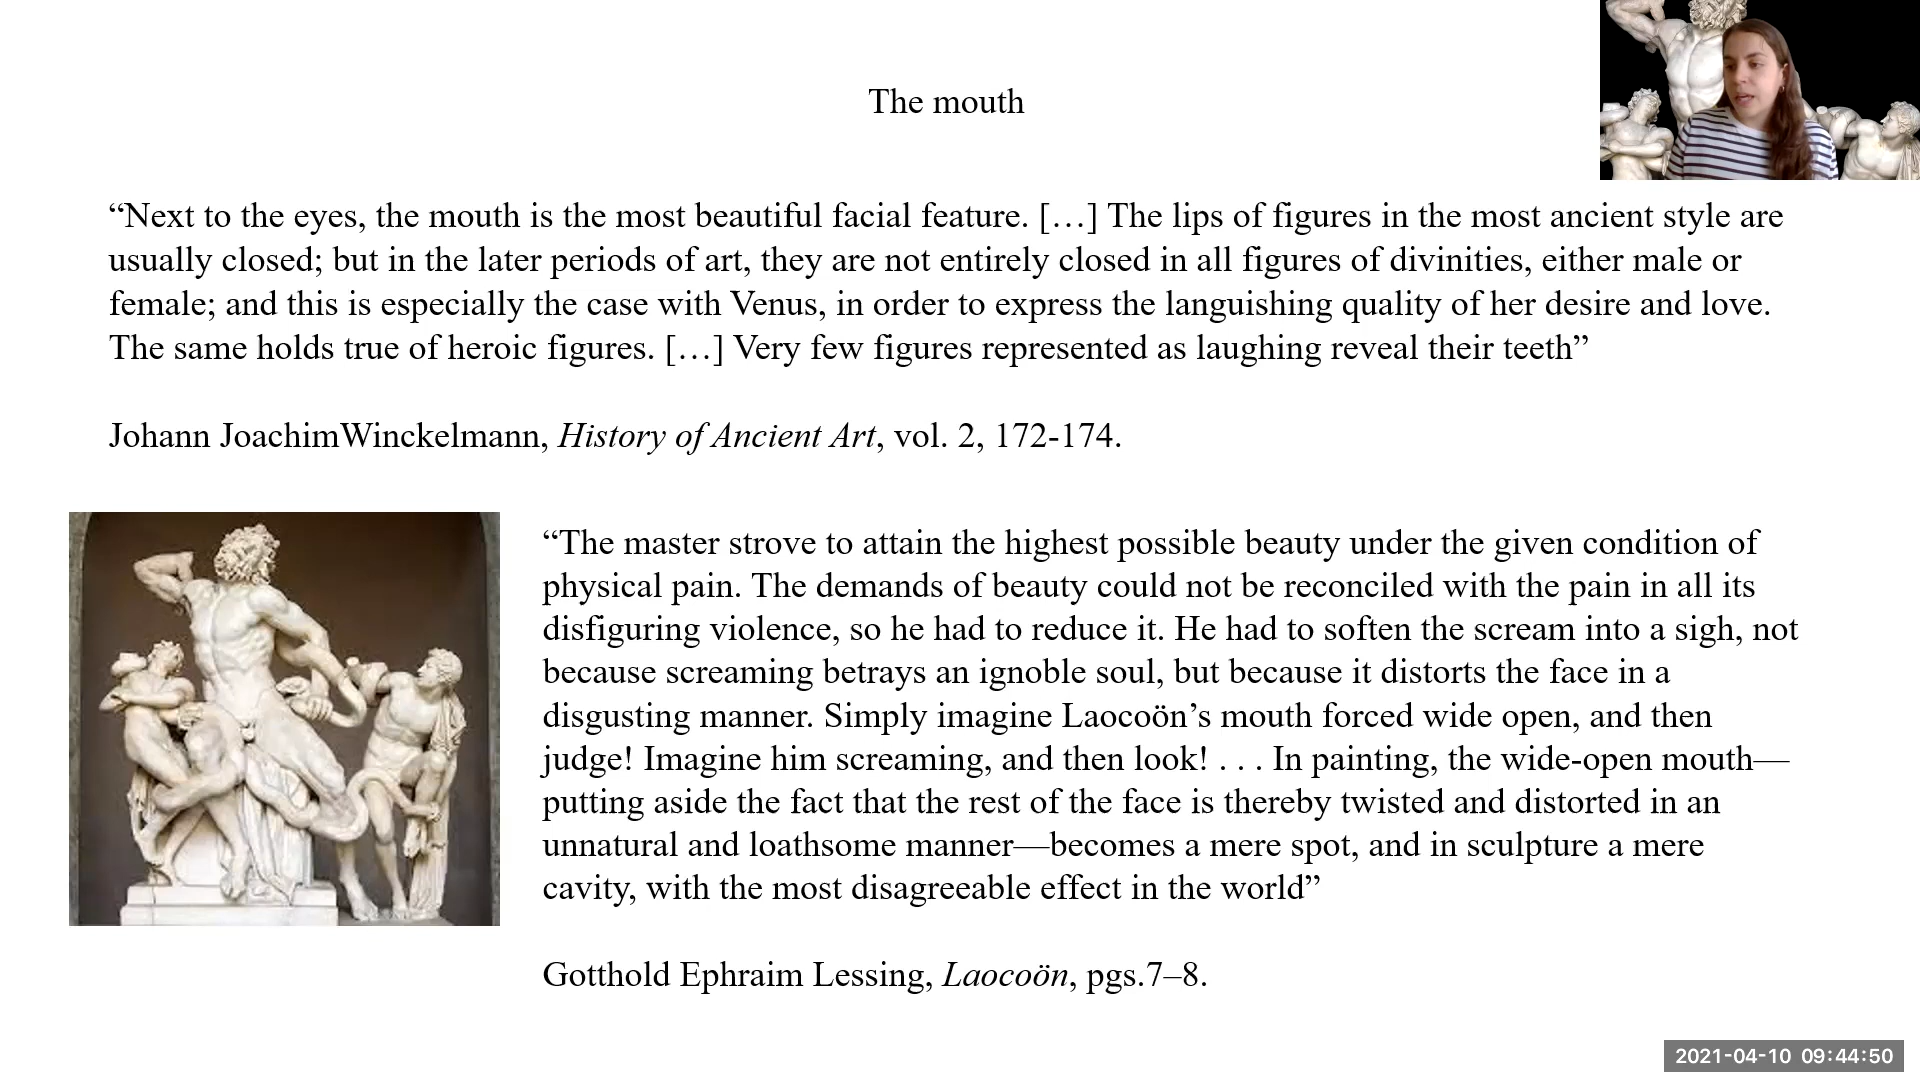 The mouth
“Next to the eyes, the mouth is the most beautiful facial feature. […] The lips of figures in the most ancient style are
usually closed; but in the later periods of art, they are not entirely closed in all figures of divinities, either male or
female; and this is especially the case with Venus, in order to express the languishing quality of her desire and love.
The same holds true of heroic figures. […] Very few figures represented as laughing reveal their teeth”
Johann JoachimWinckelmann, History of Ancient Art, vol. 2, 172-174.
“The master strove to attain the highest possible beauty under the given condition of
physical pain. The demands of beauty could not be reconciled with the pain in all its
disfiguring violence, so he had to reduce it. He had to soften the scream into a sigh, not
because screaming betrays an ignoble soul, but because it distorts the face in a
disgusting manner. Simply imagine Laocoön’s mouth forced wide open, and then
judge! Imagine him screaming, and then look! . . . In painting, the wide-open mouth—
putting aside the fact that the rest of the face is thereby twisted and distorted in an
unnatural and loathsome manner—becomes a mere spot, and in sculpture a mere
cavity, with the most disagreeable effect in the world”
Gotthold Ephraim Lessing, Laocoön, pgs.7–8.
2021-04-10 09:44:50